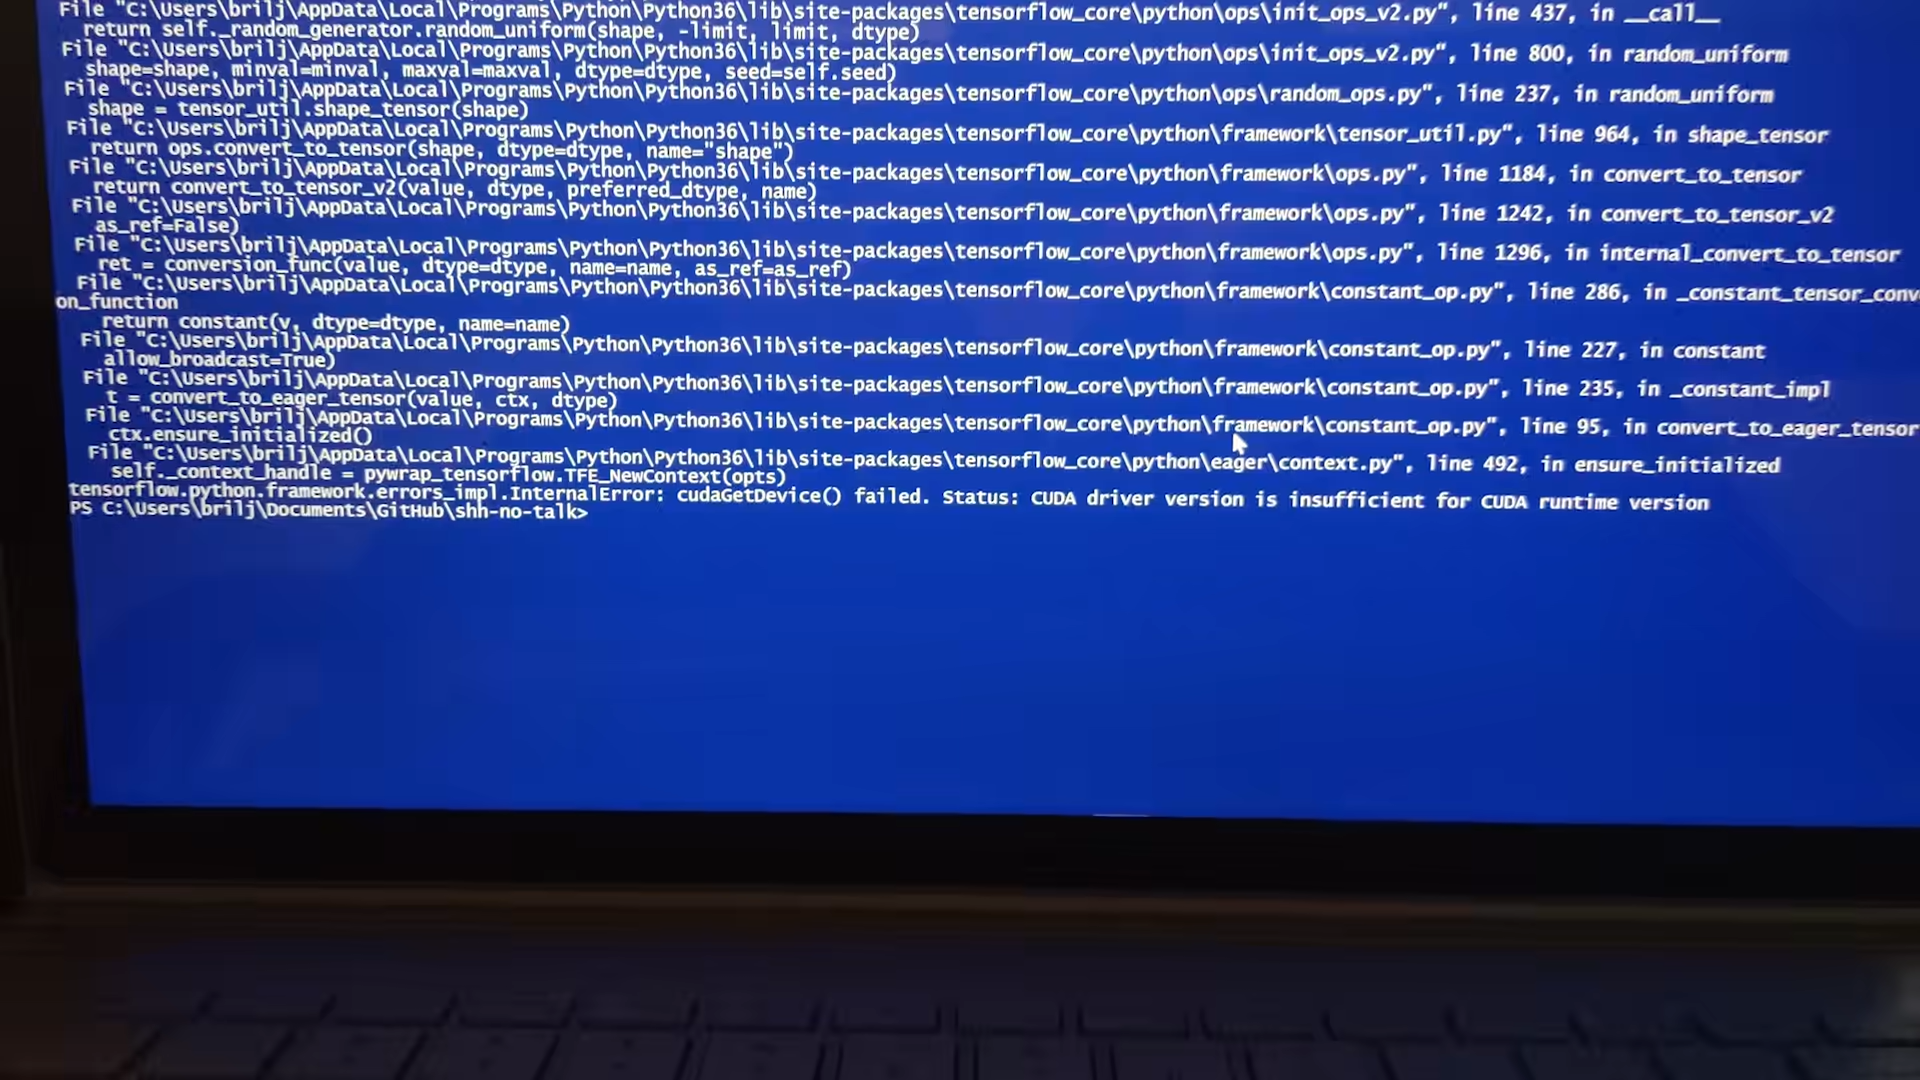 File "C:\Users\brilj\AppData\Local\Programs\Python\Python36\lib\site-packages\tensorflow_core\python\ops\init_ops_v2.py", line 437, in __call__
return self._random_generator.random_uniform(shape, -limit, limit, dtype)
File "C:\Users\brilj\AppData\Local\Programs\Python\Python36\lib\site-packages\tensorflow_core\python\ops\init_ops_v2.py", line 800, in random_uniform
shape=shape, minval=minval, maxval=maxval, dtype=dtype, seed=self.seed)
File "C:\Users\brilj\AppData\Local\Programs\Python\Python36\lib\site-packages\tensorflow_core\python\ops\random_ops.py", line 237, in random_uniform
shape = tensor_util.shape_tensor(shape)
File "C:\Users\brilj\AppData\Local\Programs\Python\Python36\lib\site-packages\tensorflow_core\python\framework\tensor_util.py", line 964, in shape_tensor
return ops.convert_to_tensor(shape, dtype=dtype, name="shape")
File "C:\Users\brilj\AppData\Local\Programs\Python\Python36\lib\site-packages\tensorflow_core\python\framework\ops.py", line 1184, in convert_to_tensor
return convert_to_tensor_v2(value, dtype, preferred_dtype, name)
File "C:\Users\brilj\AppData\Local\Programs\Python\Python36\lib\site-packages\tensorflow_core\python\framework\ops.py", line 1242, in convert_to_tensor_v2
as_ref=False)
File "C:\Users\brilj\AppData\Local\Programs\Python\Python36\lib\site-packages\tensorflow_core\python\framework\ops.py", line 1296, in internal_convert_to_tensor
ret = conversion_func(value, dtype=dtype, name=name, as_ref=as_ref)
File "C:\Users\brilj\AppData\Local\Programs\Python\Python36\lib\site-packages\tensorflow_core\python\framework\constant_op.py", line 286, in _constant_tensor_conv
on_function
return constant(v, dtype=dtype, name=name)
File "C:\Users\brilj\AppData\Local\Programs\Python\Python36\lib\site-packages\tensorflow_core\python\framework\constant_op.py", line 227, in constant
allow_broadcast=True)
File "C:\Users\brilj\AppData\Local\Programs\Python\Python36\lib\site-packages\tensorflow_core\python\framework\constant_op.py", line 235, in _constant_impl
t = convert_to_eager_tensor(value, ctx, dtype)
File "C:\Users\brilj\AppData\Local\Programs\Python\Python36\lib\site-packages\tensorflow_core\python\framework\constant_op.py", line 95, in convert_to_eager_tensor
ctx.ensure_initialized()
File "C:\Users\brilj\AppData\Local\Programs\Python\Python36\lib\site-packages\tensorflow_core\python\eager\context.py", line 492, in ensure_initialized
self._context_handle = pywrap_tensorflow.TFE_NewContext(opts)
tensorflow.python.framework.errors_impl.InternalError: cudaGetDevice() failed. Status: CUDA driver version is insufficient for CUDA runtime version
PS C:\Users\brilj\Documents\GitHub\shh-no-talk>